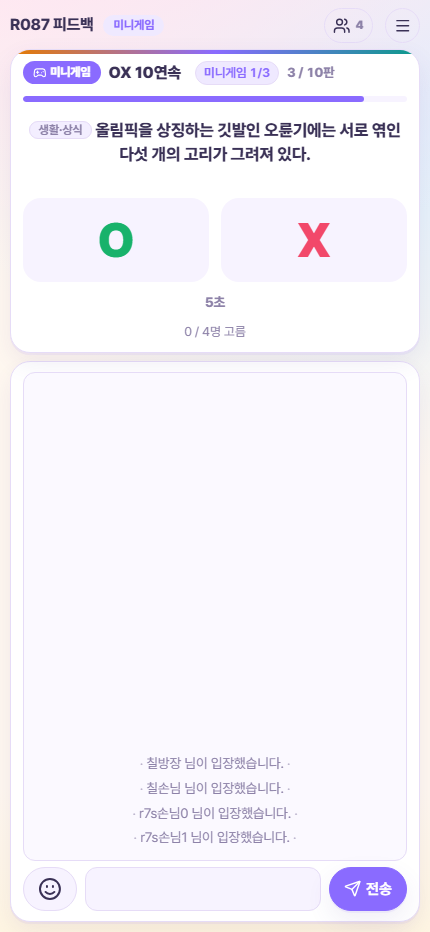 R087 피드백 미니게임 4
미니게임 OX 10연속 미니게임 1/3 3 / 10판
생활·상식 올림픽을 상징하는 깃발인 오륜기에는 서로 엮인
다섯 개의 고리가 그려져 있다.
O X
5초
0 / 4명 고름
· 칠방장 님이 입장했습니다. ·
· 칠손님 님이 입장했습니다. ·
· r7s손님0 님이 입장했습니다. ·
· r7s손님1 님이 입장했습니다. ·
전송